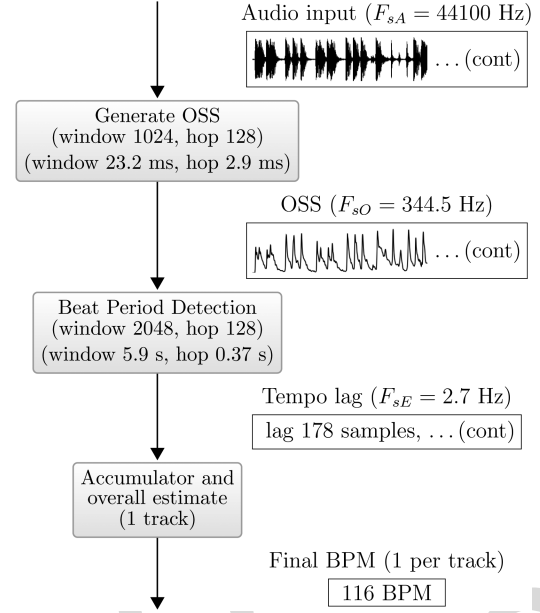 Audio input (FsA = 44100 Hz)
... (cont)
Generate OSS
(window 1024, hop 128)
(window 23.2 ms, hop 2.9 ms)
OSS (FsO = 344.5 Hz)
... (cont)
Beat Period Detection
(window 2048, hop 128)
(window 5.9 s, hop 0.37 s)
Tempo lag (FsE = 2.7 Hz)
lag 178 samples, ... (cont)
Accumulator and
overall estimate
(1 track)
Final BPM (1 per track)
116 BPM